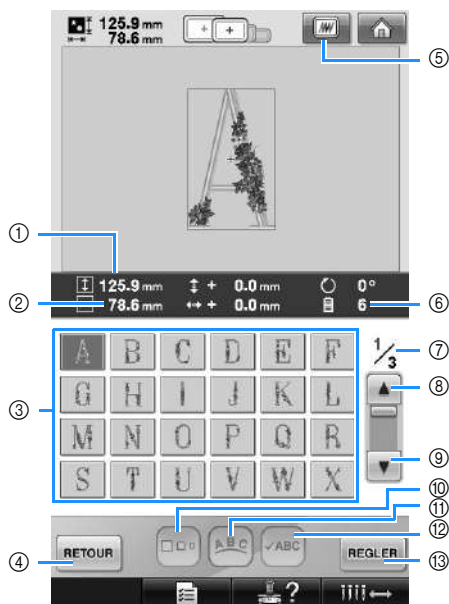 125.9 mm
78.6 mm
⑤
①
②
125.9 mm + 0.0 mm 0°
78.6 mm + 0.0 mm 6
⑥
③
A B C D E F
G H I J K L
M N O P Q R
S T U V W X
1/3
⑦
⑧
⑨
⑩
⑪
⑫
④
RETOUR
ABC
✓ABC
REGLER
⑬
?